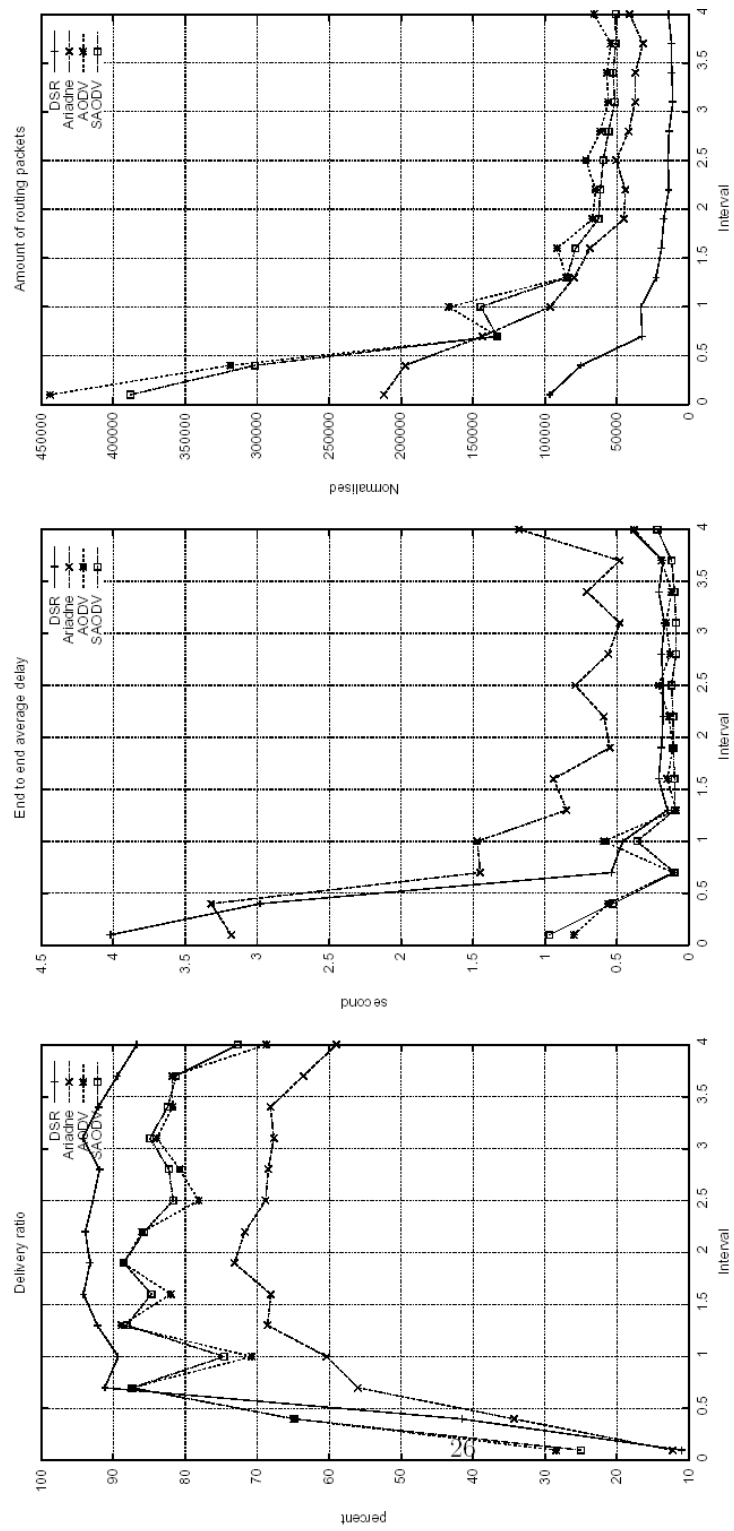 Delivery ratio
100
90
80
70
60
50
40
30
20
10
percent
0
0.5
1
1.5
2
2.5
3
3.5
4
Interval
DSR
Ariadne
AODV
SAODV
End to end average delay
4.5
4
3.5
3
2.5
2
1.5
1
0.5
0
second
0
0.5
1
1.5
2
2.5
3
3.5
4
Interval
DSR
Ariadne
AODV
SAODV
Amount of routing packets
450000
400000
350000
300000
250000
200000
150000
100000
50000
0
Normalised
0
0.5
1
1.5
2
2.5
3
3.5
4
Interval
DSR
Ariadne
AODV
SAODV
26